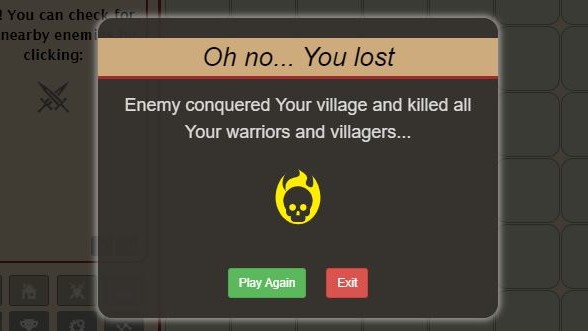 ! You can check for
nearby enem
clicking:
Oh no... You lost
Enemy conquered Your village and killed all
Your warriors and villagers...
Play Again
Exit